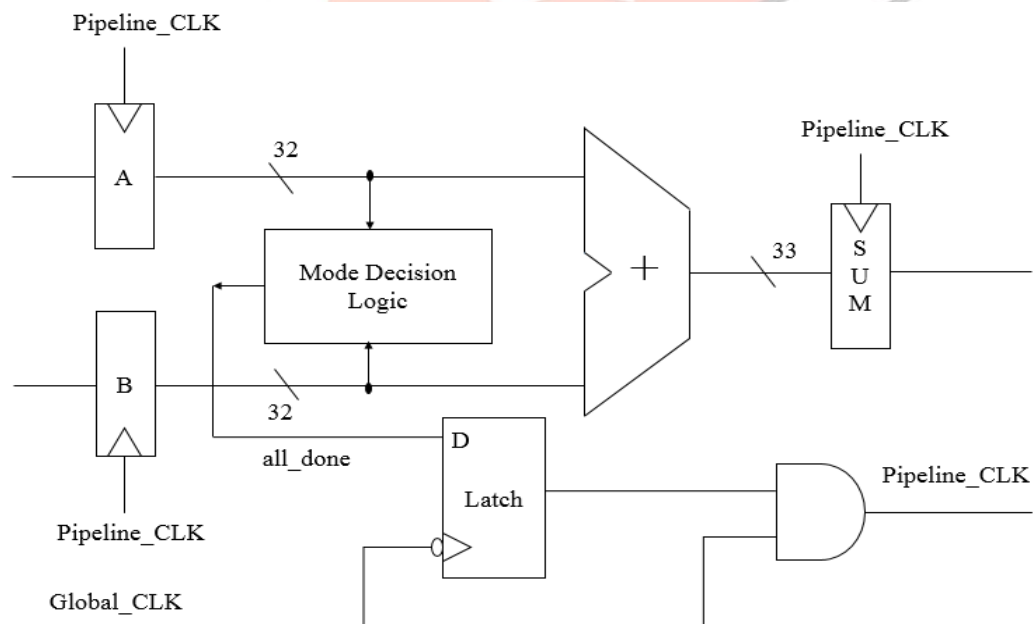 Pipeline_CLK
A
32
Mode Decision
Logic
B
32
all_done
Pipeline_CLK
Global_CLK
D
Latch
+
33
Pipeline_CLK
S
U
M
Pipeline_CLK